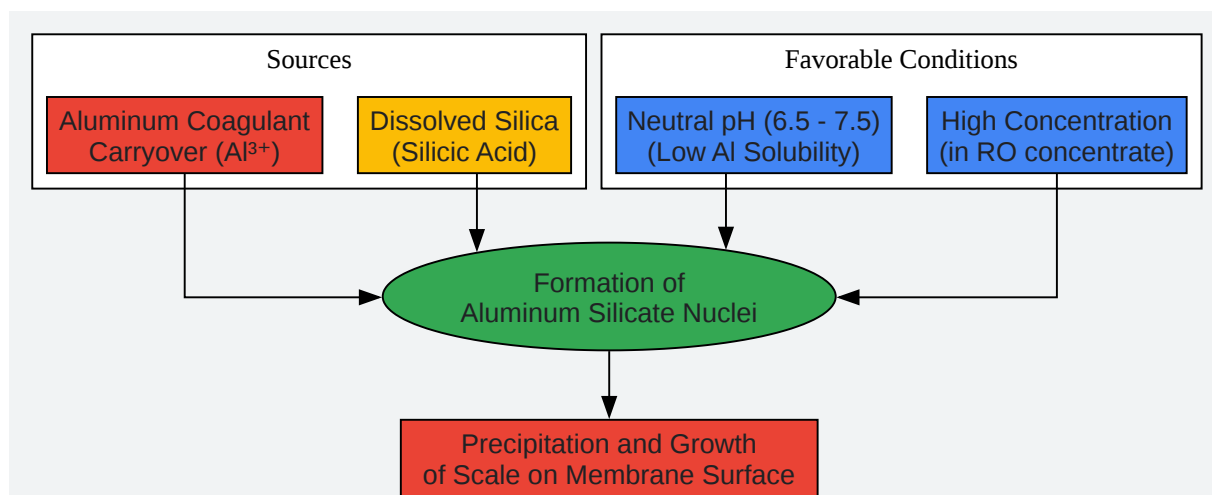 Sources
Favorable Conditions
Aluminum Coagulant
Carryover (Al³⁺)
Dissolved Silica
(Silicic Acid)
Neutral pH (6.5 - 7.5)
(Low Al Solubility)
High Concentration
(in RO concentrate)
Formation of
Aluminum Silicate Nuclei
Precipitation and Growth
of Scale on Membrane Surface